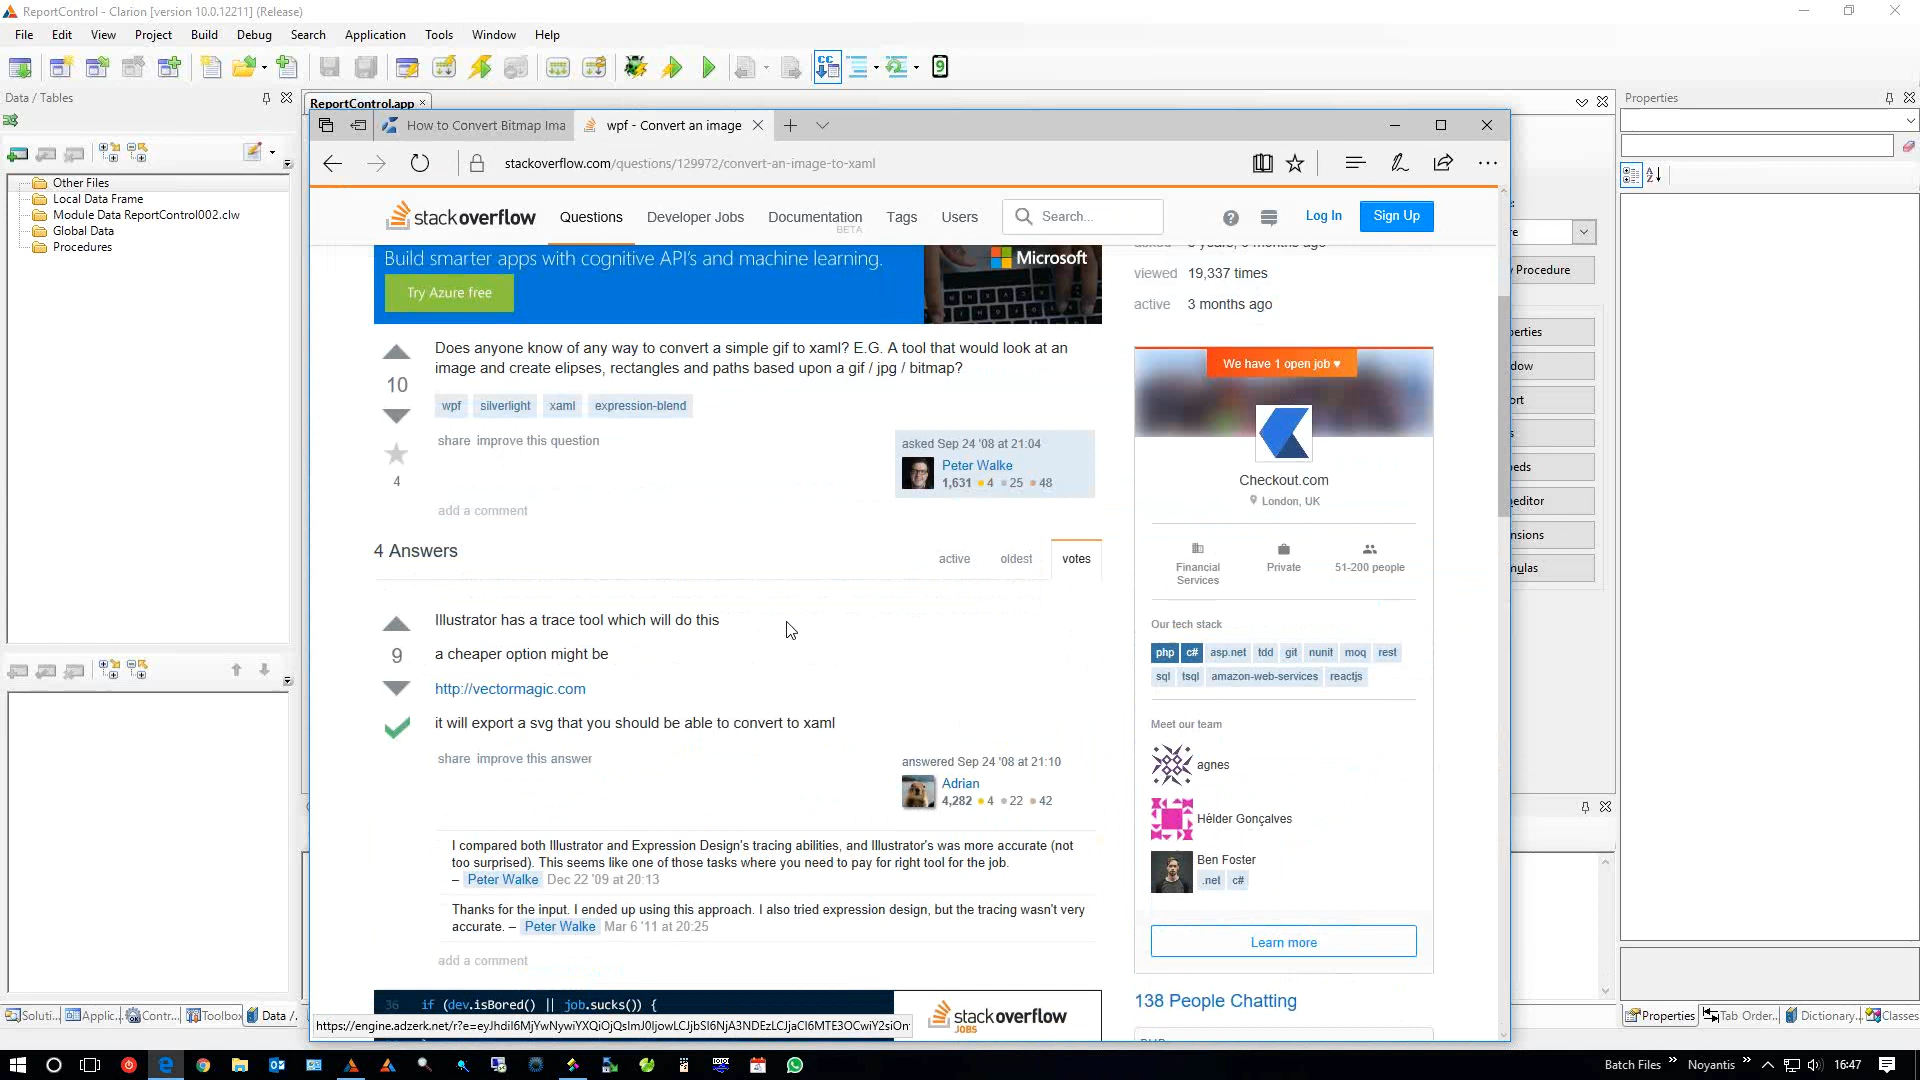 ReportControl - Clarion [version 10.0.12211] (Release)
File Edit View Project Build Debug Search Application Tools Window Help
Data / Tables
Other Files
Local Data Frame
Module Data ReportControl002.clw
Global Data
Procedures
ReportControl.app
How to Convert Bitmap Ima
wpf - Convert an image
stackoverflow.com/questions/129972/convert-an-image-to-xaml
stackoverflow Questions Developer Jobs Documentation Tags Users Search... Log In Sign Up
BETA
Build smarter apps with cognitive API's and machine learning.
Microsoft
Try Azure free
viewed 19,337 times
active 3 months ago
Does anyone know of any way to convert a simple gif to xaml? E.G. A tool that would look at an
image and create elipses, rectangles and paths based upon a gif / jpg / bitmap?
10
wpf silverlight xaml expression-blend
share improve this question
4
asked Sep 24 '08 at 21:04
Peter Walke
1,631 4 25 48
add a comment
4 Answers
active oldest votes
Illustrator has a trace tool which will do this
9
a cheaper option might be
http://vectormagic.com
it will export a svg that you should be able to convert to xaml
share improve this answer
answered Sep 24 '08 at 21:10
Adrian
4,282 4 22 42
I compared both Illustrator and Expression Design's tracing abilities, and Illustrator's was more accurate (not
too surprised). This seems like one of those tasks where you need to pay for right tool for the job.
– Peter Walke Dec 22 '09 at 20:13
Thanks for the input. I ended up using this approach. I also tried expression design, but the tracing wasn't very
accurate. – Peter Walke Mar 6 '11 at 20:25
add a comment
36 if (dev.isBored() || job.sucks()) {
stackoverflow
JOBS
We have 1 open job ♥
Checkout.com
London, UK
Financial
Services
Private
51-200 people
Our tech stack
php c# asp.net tdd git nunit moq rest
sql tsql amazon-web-services reactjs
Meet our team
agnes
Hélder Gonçalves
Ben Foster
.net c#
Learn more
138 People Chatting
Properties
Procedure
Soluti... Applic... Contr... Toolbox Data /
Properties Tab Order... Dictionary... Classes
Batch Files » Noyantis » 16:47